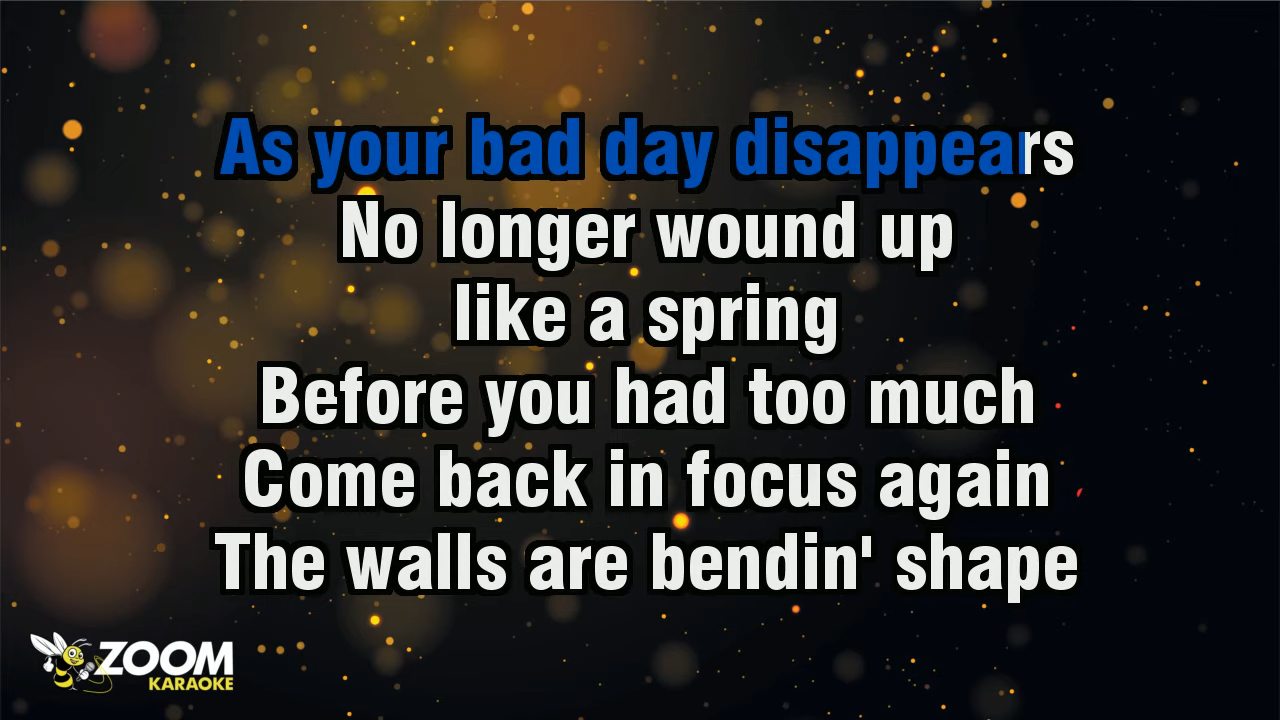 As your bad day disappears
No longer wound up
like a spring
Before you had too much
Come back in focus again
The walls are bendin' shape
ZOOM
KARAOKE